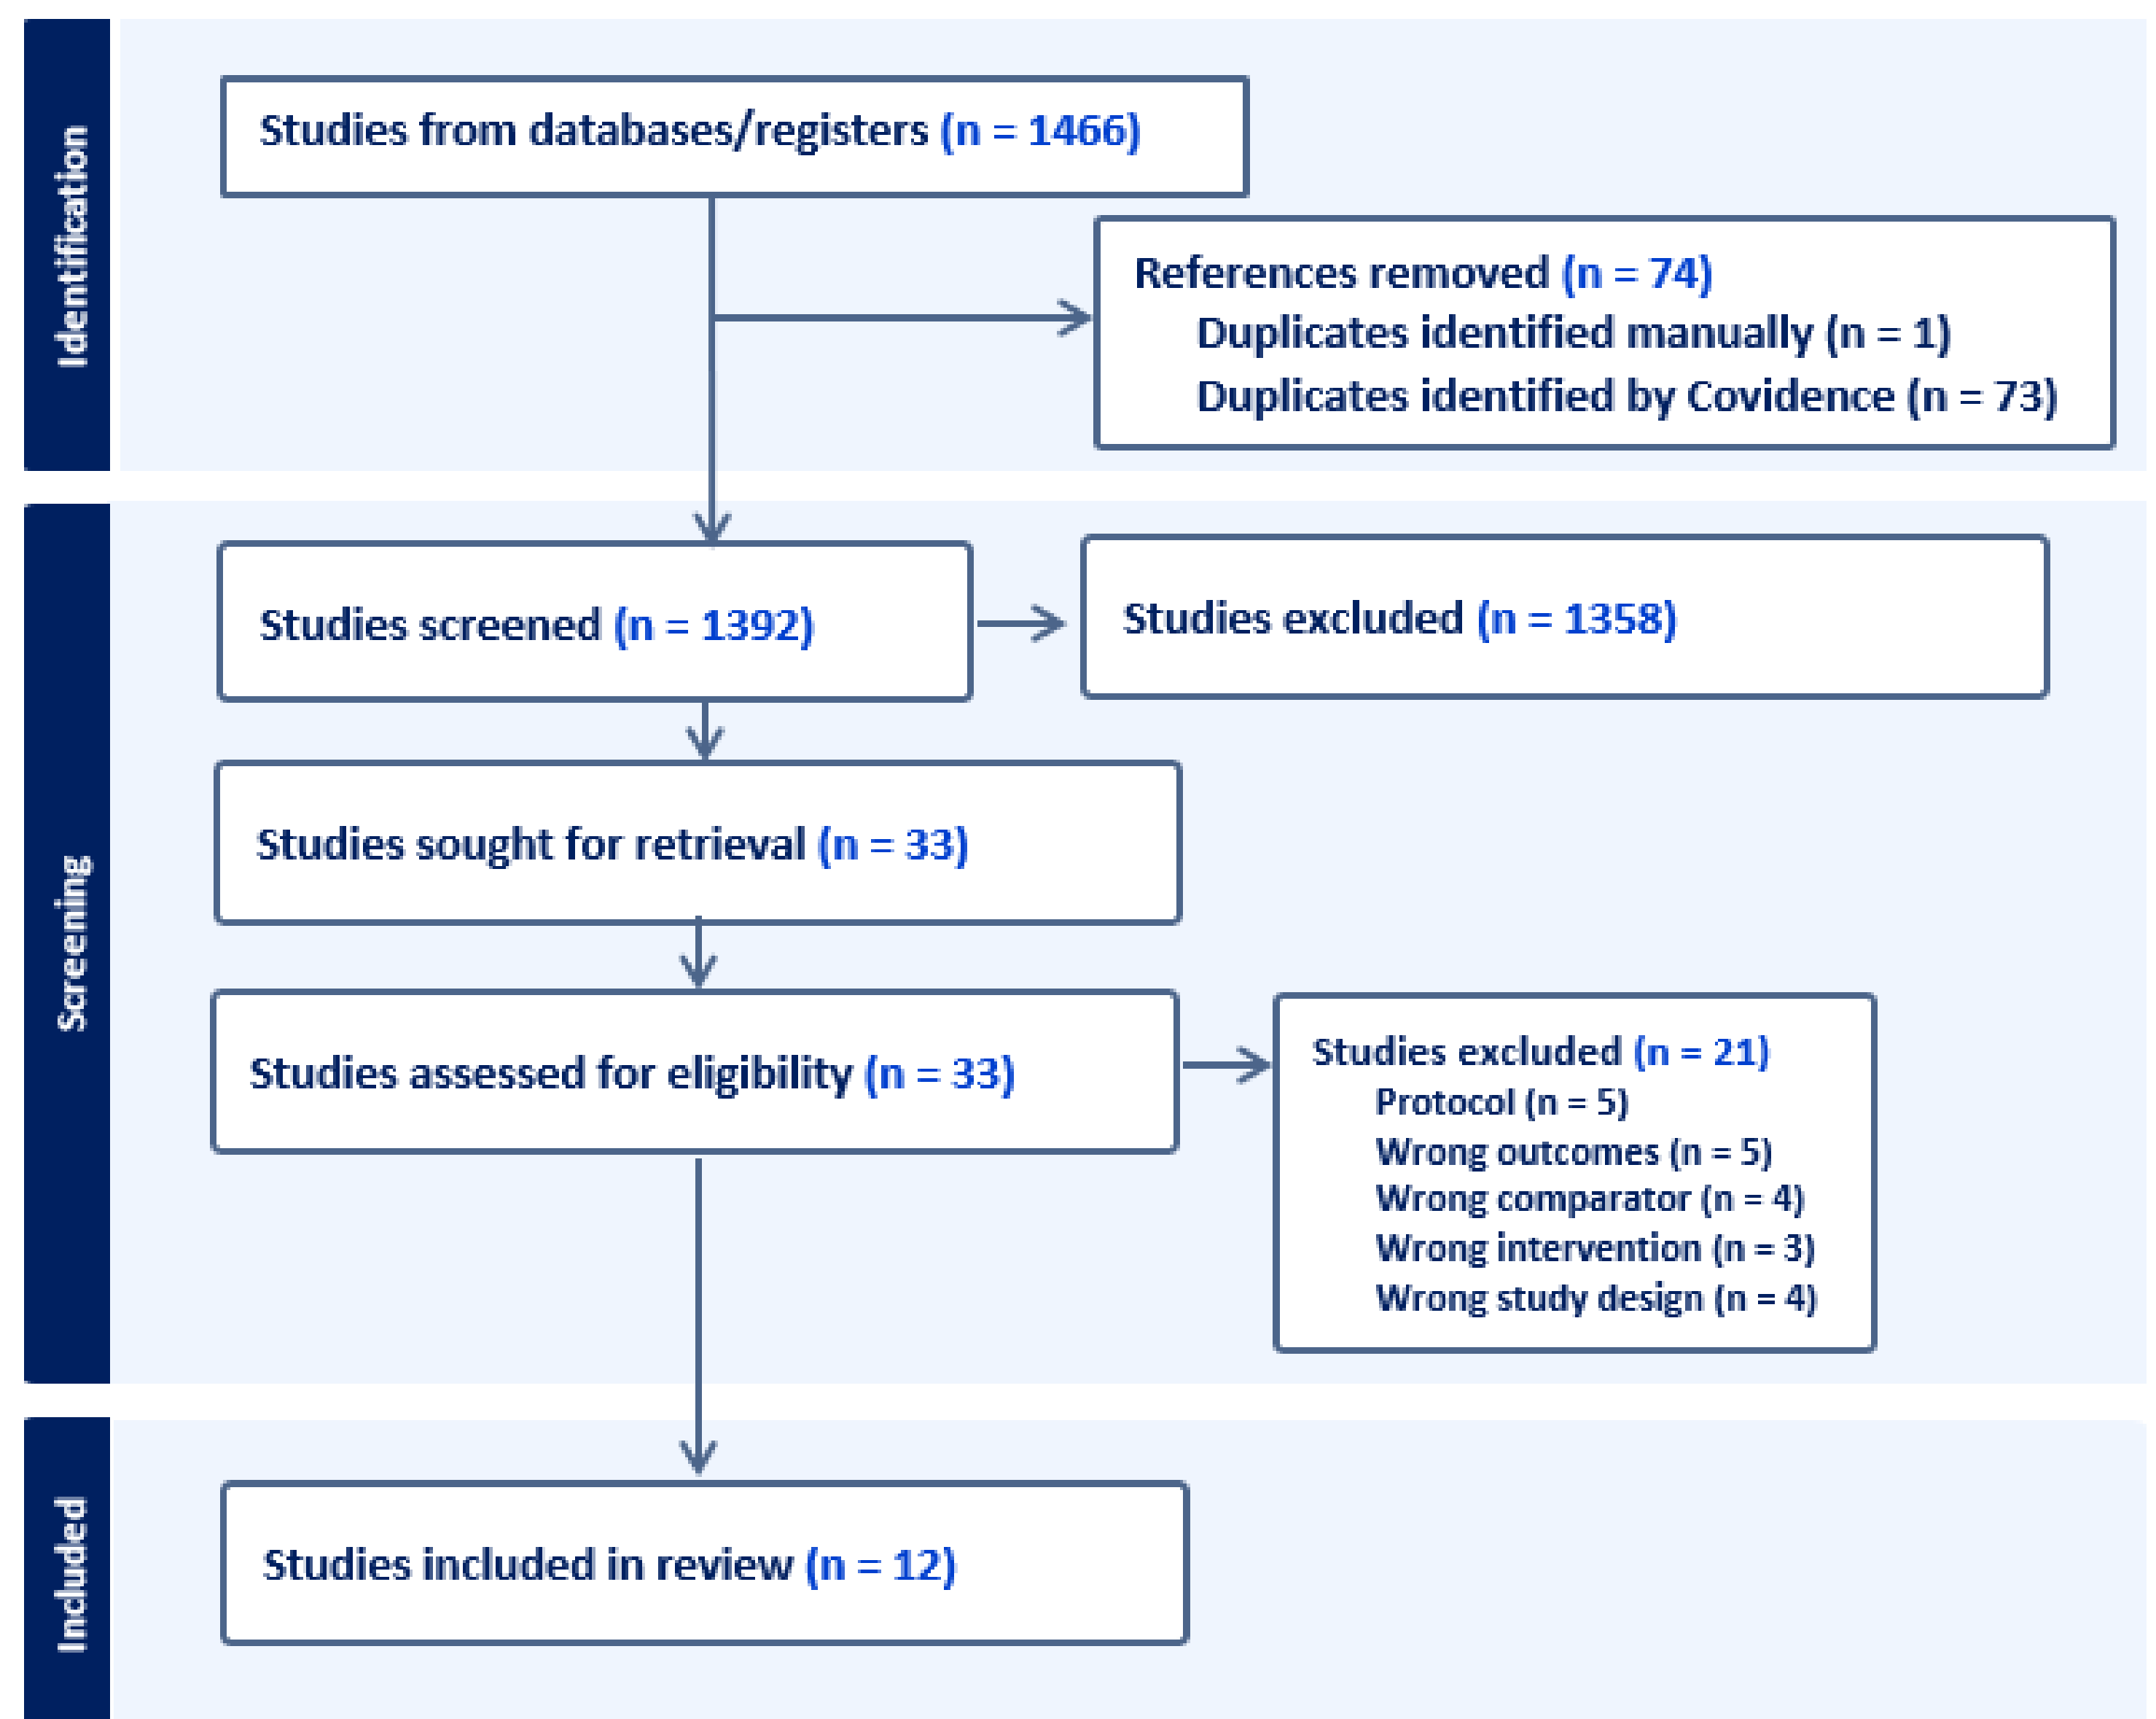 Identification
Studies from databases/registers (n = 1466)
References removed (n = 74)
Duplicates identified manually (n = 1)
Duplicates identified by Covidence (n = 73)
Screening
Studies screened (n = 1392)
Studies excluded (n = 1358)
Studies sought for retrieval (n = 33)
Studies assessed for eligibility (n = 33)
Studies excluded (n = 21)
Protocol (n = 5)
Wrong outcomes (n = 5)
Wrong comparator (n = 4)
Wrong intervention (n = 3)
Wrong study design (n = 4)
Included
Studies included in review (n = 12)